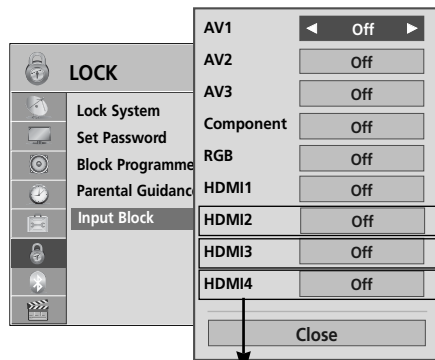 LOCK
Lock System
Set Password
Block Programme
Parental Guidanc
Input Block
AV1 ◄ Off ►
AV2 Off
AV3 Off
Component Off
RGB Off
HDMI1 Off
HDMI2 Off
HDMI3 Off
HDMI4 Off
Close